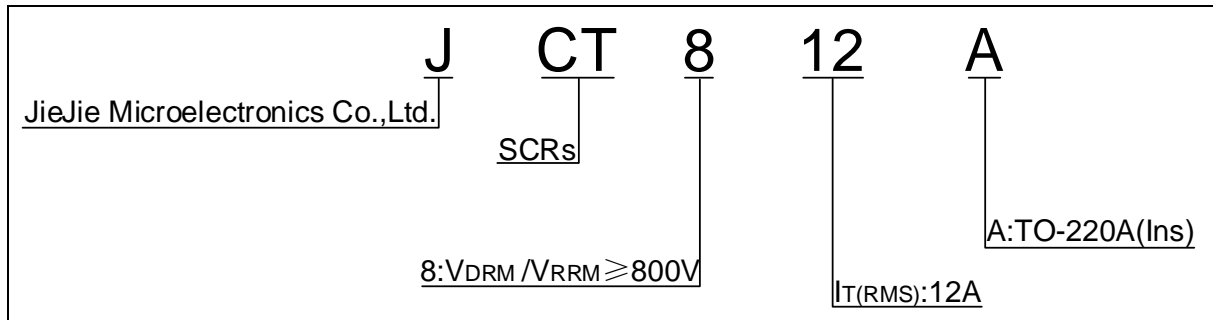 J CT 8 12 A
JieJie Microelectronics Co.,Ltd.
SCRs
A:TO-220A(Ins)
8:VDRM /VRRM≥800V
IT(RMS):12A